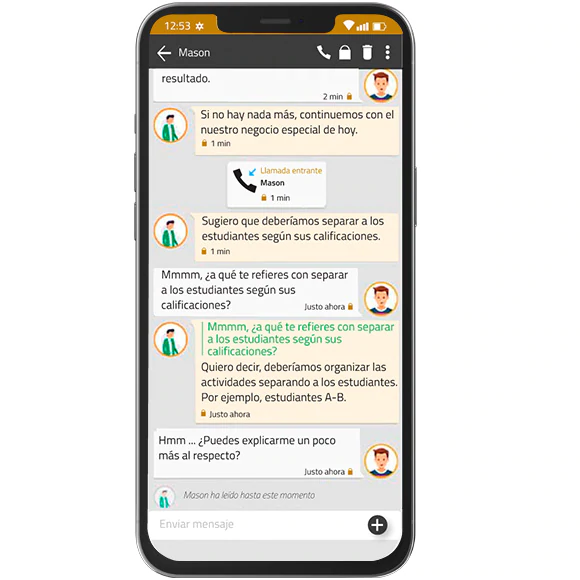 12:53
Mason
resultado.
2 min
Si no hay nada más, continuemos con el
nuestro negocio especial de hoy.
1 min
Llamada entrante
Mason
1 min
Sugiero que deberíamos separar a los
estudiantes según sus calificaciones.
1 min
Mmmm, ¿a qué te refieres con separar
a los estudiantes según sus
calificaciones?
Justo ahora
Mmmm, ¿a qué te refieres con separar
a los estudiantes según sus
calificaciones?
Quiero decir, deberíamos organizar las
actividades separando a los estudiantes.
Por ejemplo, estudiantes A-B.
Justo ahora
Hmm ... ¿Puedes explicarme un poco
más al respecto?
Justo ahora
Mason ha leído hasta este momento
Enviar mensaje